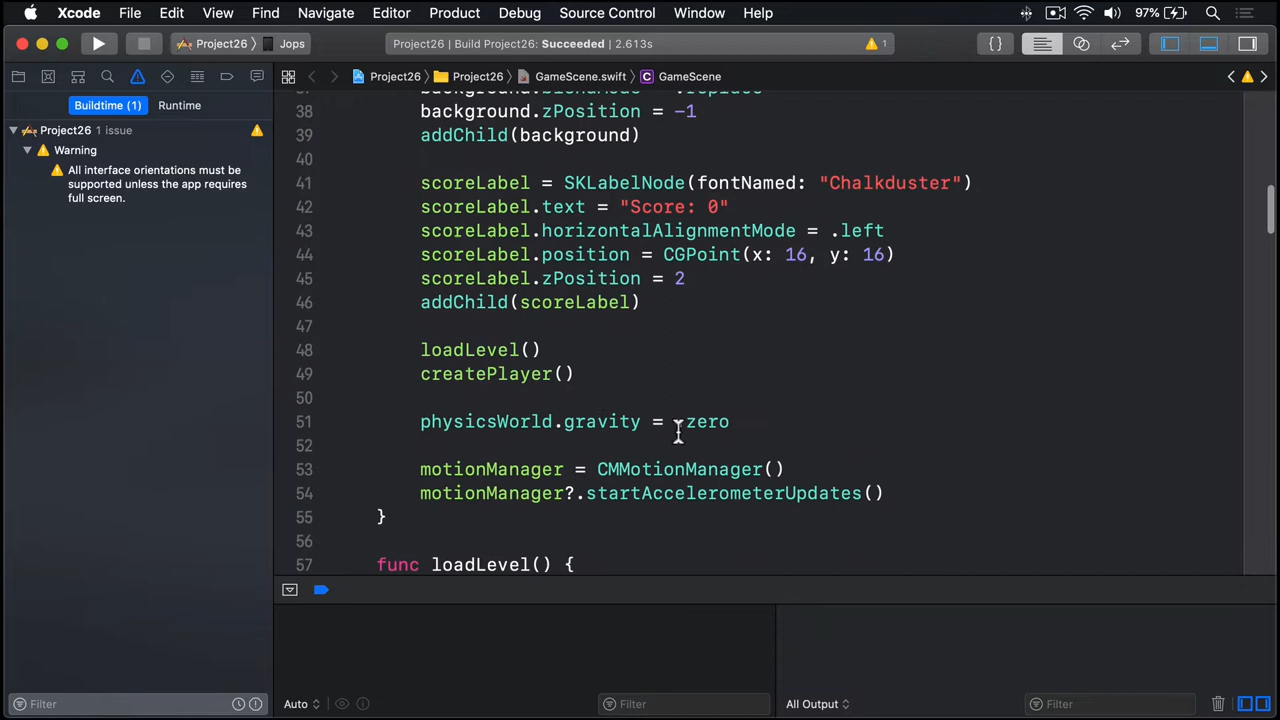 Xcode File Edit View Find Navigate Editor Product Debug Source Control Window Help 97%
Project26 Jops Project26 | Build Project26: Succeeded | 2.613s 1
Project26 Project26 GameScene.swift C GameScene
Buildtime (1) Runtime
Project26 1 issue
Warning
All interface orientations must be
supported unless the app requires
full screen.
38 background.zPosition = -1
39 addChild(background)
40
41 scoreLabel = SKLabelNode(fontNamed: "Chalkduster")
42 scoreLabel.text = "Score: 0"
43 scoreLabel.horizontalAlignmentMode = .left
44 scoreLabel.position = CGPoint(x: 16, y: 16)
45 scoreLabel.zPosition = 2
46 addChild(scoreLabel)
47
48 loadLevel()
49 createPlayer()
50
51 physicsWorld.gravity = .zero
52
53 motionManager = CMMotionManager()
54 motionManager?.startAccelerometerUpdates()
55 }
56
57 func loadLevel() {
Filter
Auto
Filter
All Output
Filter